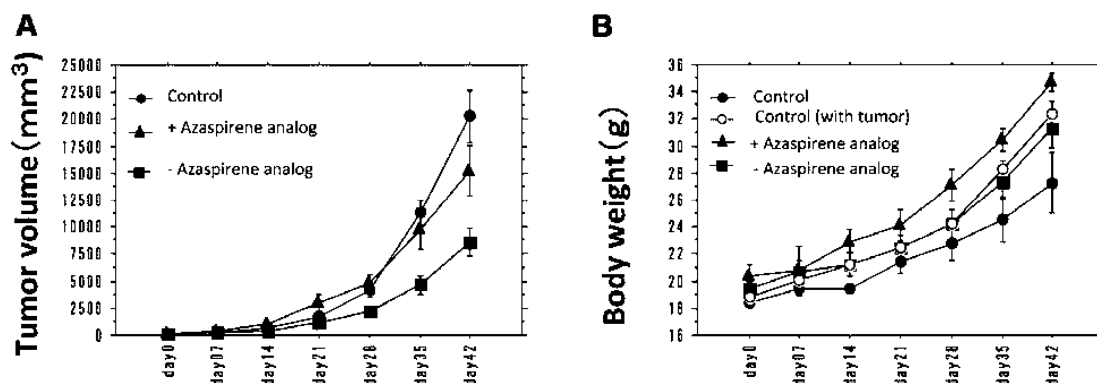 A
Tumor volume(mm³)
25000
22500
20000
17500
15000
12500
10000
7500
5000
2500
0
Control
+ Azaspirene analog
- Azaspirene analog
day0
day07
day14
day21
day28
day35
day42
B
Body weight(g)
36
34
32
30
28
26
24
22
20
18
16
Control
Control (with tumor)
+ Azaspirene analog
- Azaspirene analog
day0
day07
day14
day21
day28
day35
day42